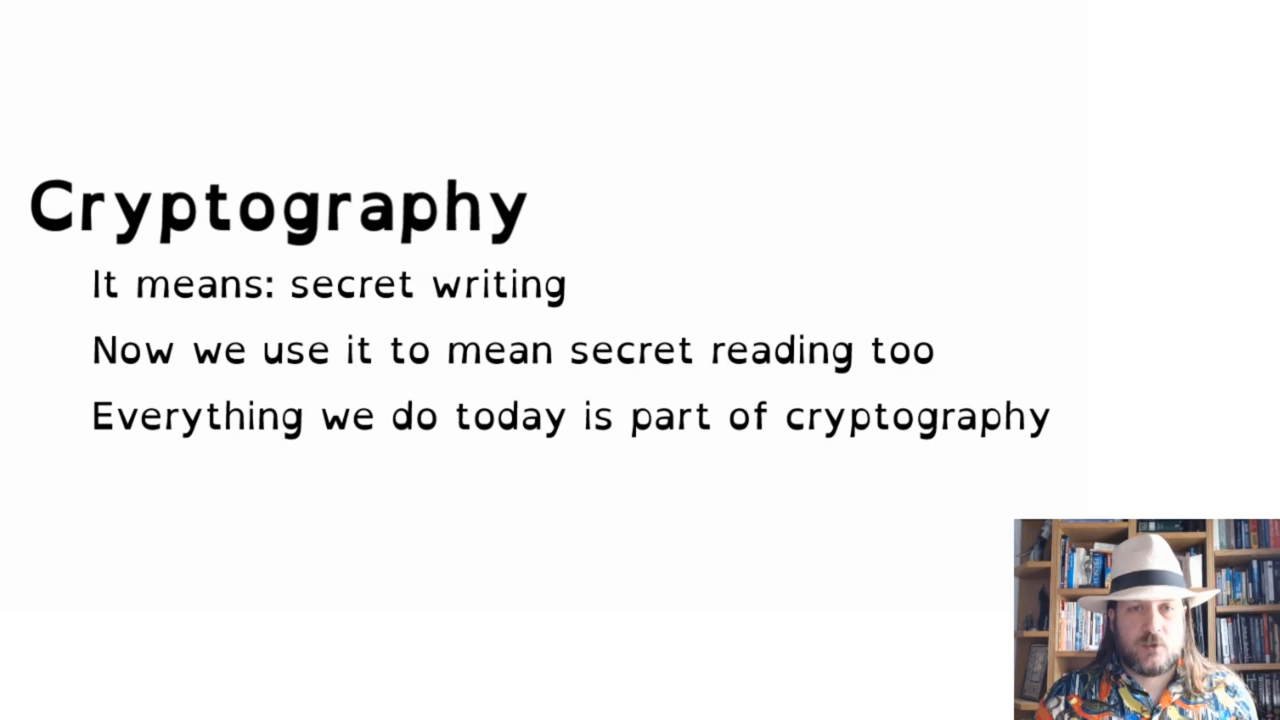 Cryptography
It means: secret writing
Now we use it to mean secret reading too
Everything we do today is part of cryptography